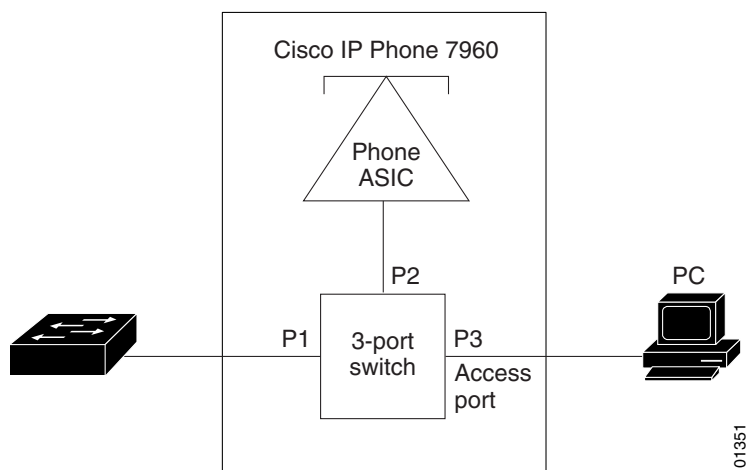 Cisco IP Phone 7960
Phone
ASIC
P2
PC
P1
3-port
switch
P3
Access
port
01351